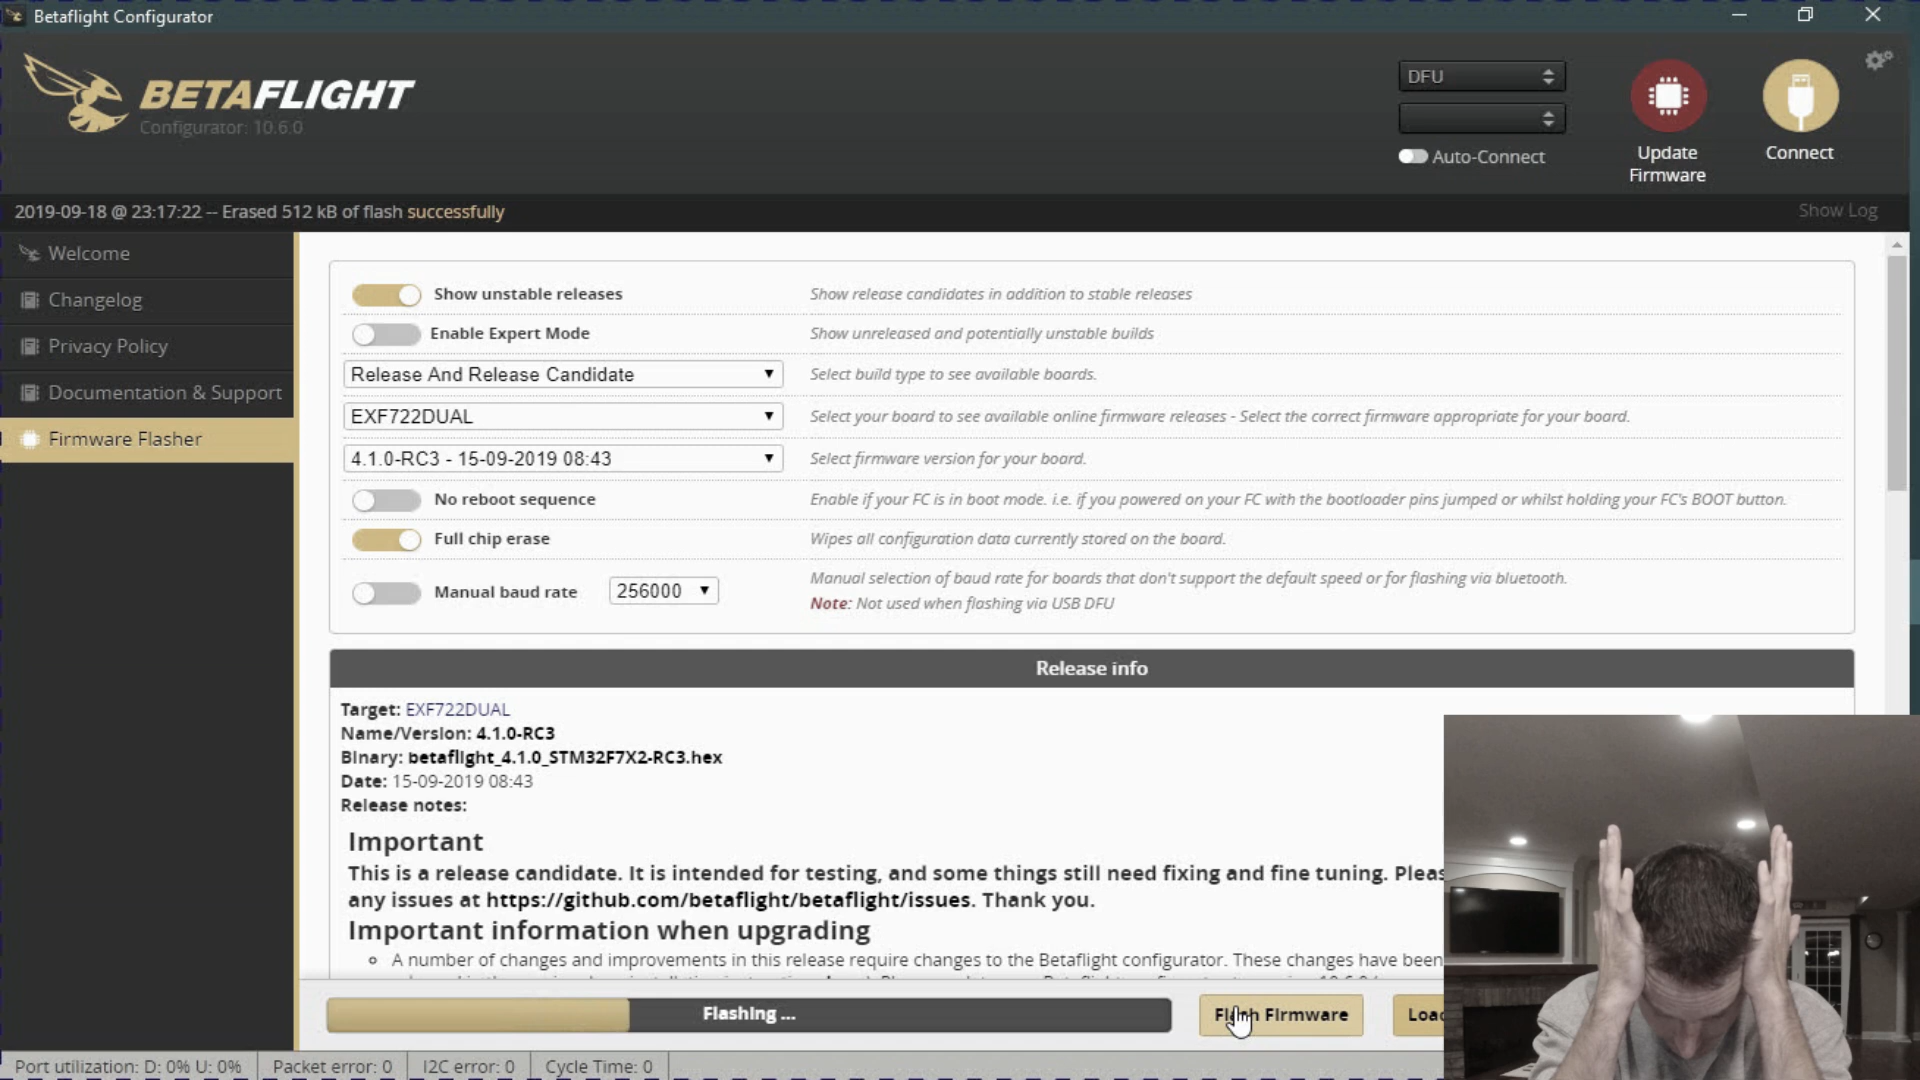 Betaflight Configurator
BETAFLIGHT
Configurator: 10.6.0
DFU
Auto-Connect
Update
Firmware
Connect
2019-09-18 @ 23:17:22 -- Erased 512 kB of flash successfully
Show Log
Welcome
Changelog
Privacy Policy
Documentation & Support
Firmware Flasher
Show unstable releases
Show release candidates in addition to stable releases
Enable Expert Mode
Show unreleased and potentially unstable builds
Release And Release Candidate
Select build type to see available boards.
EXF722DUAL
Select your board to see available online firmware releases - Select the correct firmware appropriate for your board.
4.1.0-RC3 - 15-09-2019 08:43
Select firmware version for your board.
No reboot sequence
Enable if your FC is in boot mode. i.e. if you powered on your FC with the bootloader pins jumped or whilst holding your FC's BOOT button.
Full chip erase
Wipes all configuration data currently stored on the board.
Manual baud rate
256000
Manual selection of baud rate for boards that don't support the default speed or for flashing via bluetooth.
Note: Not used when flashing via USB DFU
Release info
Target: EXF722DUAL
Name/Version: 4.1.0-RC3
Binary: betaflight_4.1.0_STM32F7X2-RC3.hex
Date: 15-09-2019 08:43
Release notes:
Important
This is a release candidate. It is intended for testing, and some things still need fixing and fine tuning. Pleas
any issues at https://github.com/betaflight/betaflight/issues. Thank you.
Important information when upgrading
A number of changes and improvements in this release require changes to the Betaflight configurator. These changes have been
Flashing ...
Flash Firmware
Load
Port utilization: D: 0% U: 0%
Packet error: 0
I2C error: 0
Cycle Time: 0